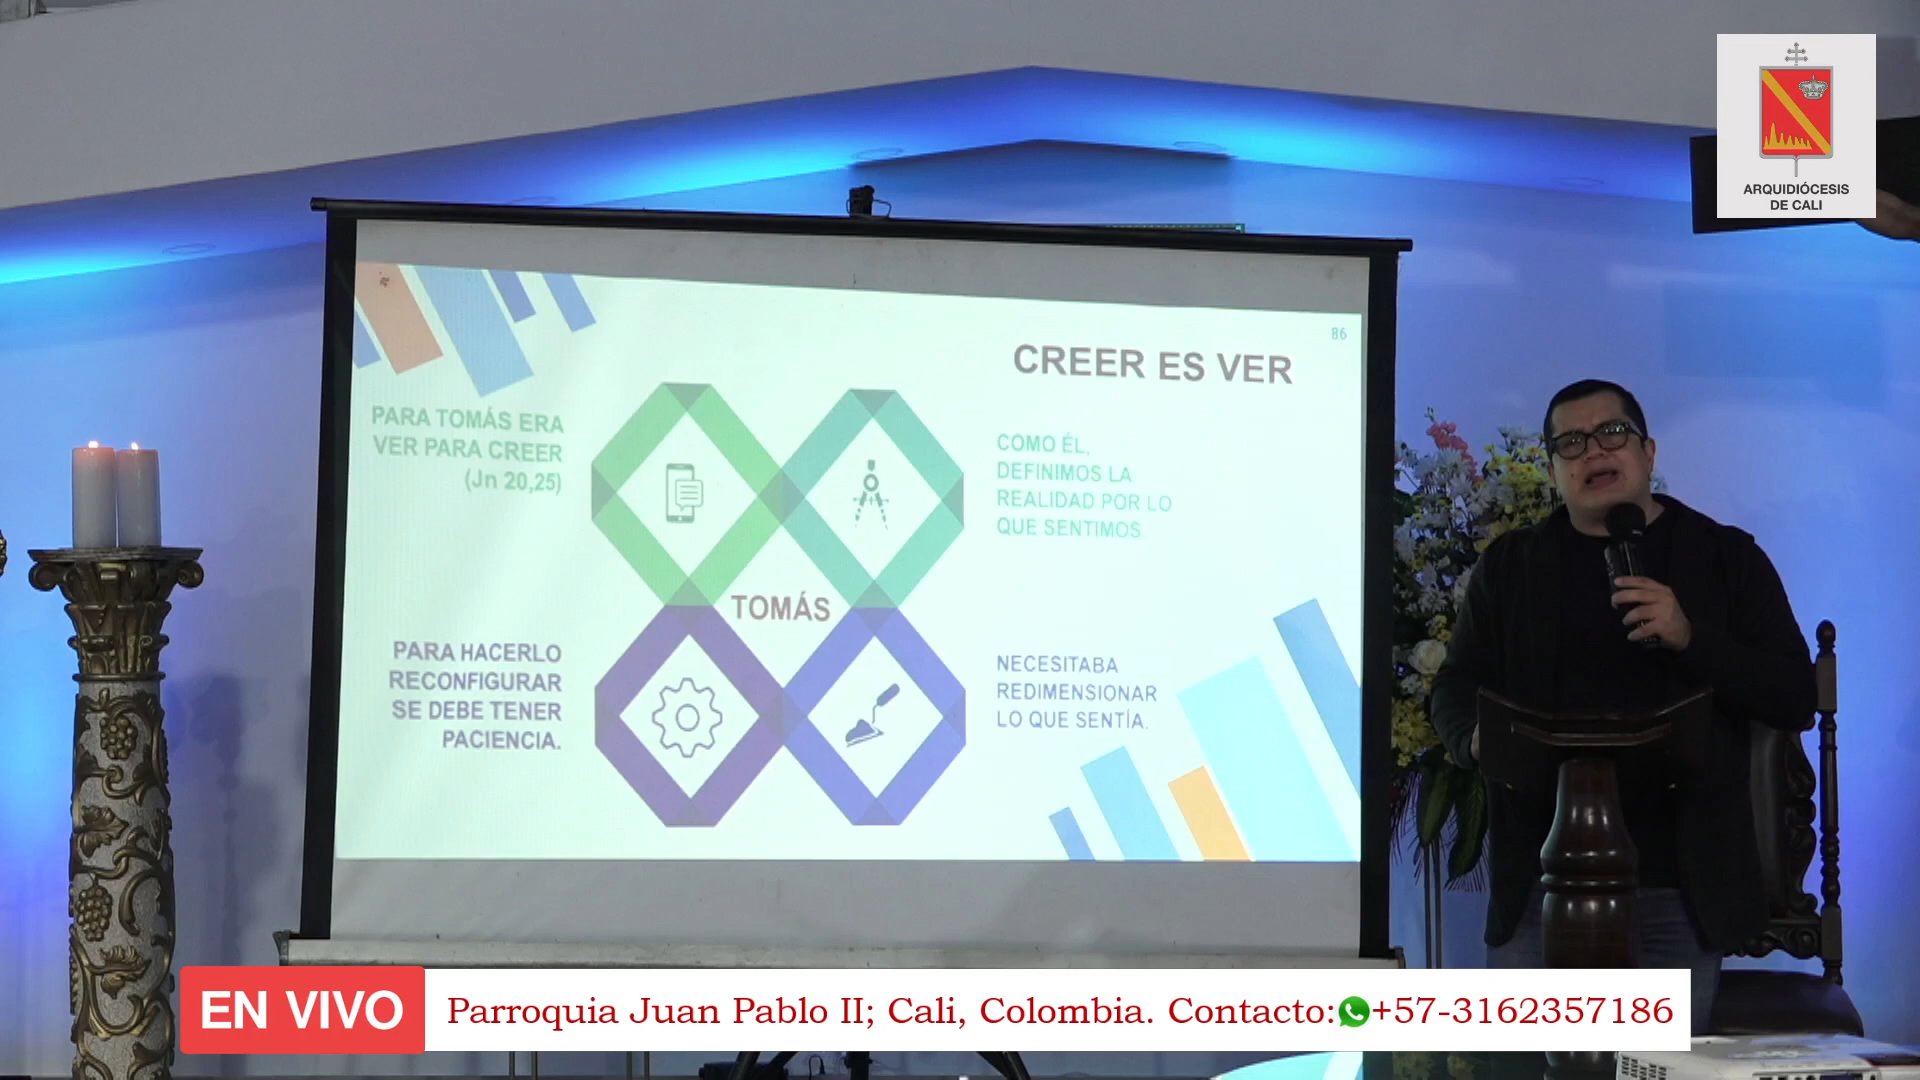 ARQUIDIÓCESIS
DE CALI
86
CREER ES VER
PARA TOMÁS ERA
VER PARA CREER
(Jn 20,25)
COMO ÉL,
DEFINIMOS LA
REALIDAD POR LO
QUE SENTIMOS.
TOMÁS
PARA HACERLO
RECONFIGURAR
SE DEBE TENER
PACIENCIA.
NECESITABA
REDIMENSIONAR
LO QUE SENTÍA.
EN VIVO
Parroquia Juan Pablo II; Cali, Colombia. Contacto:+57-3162357186